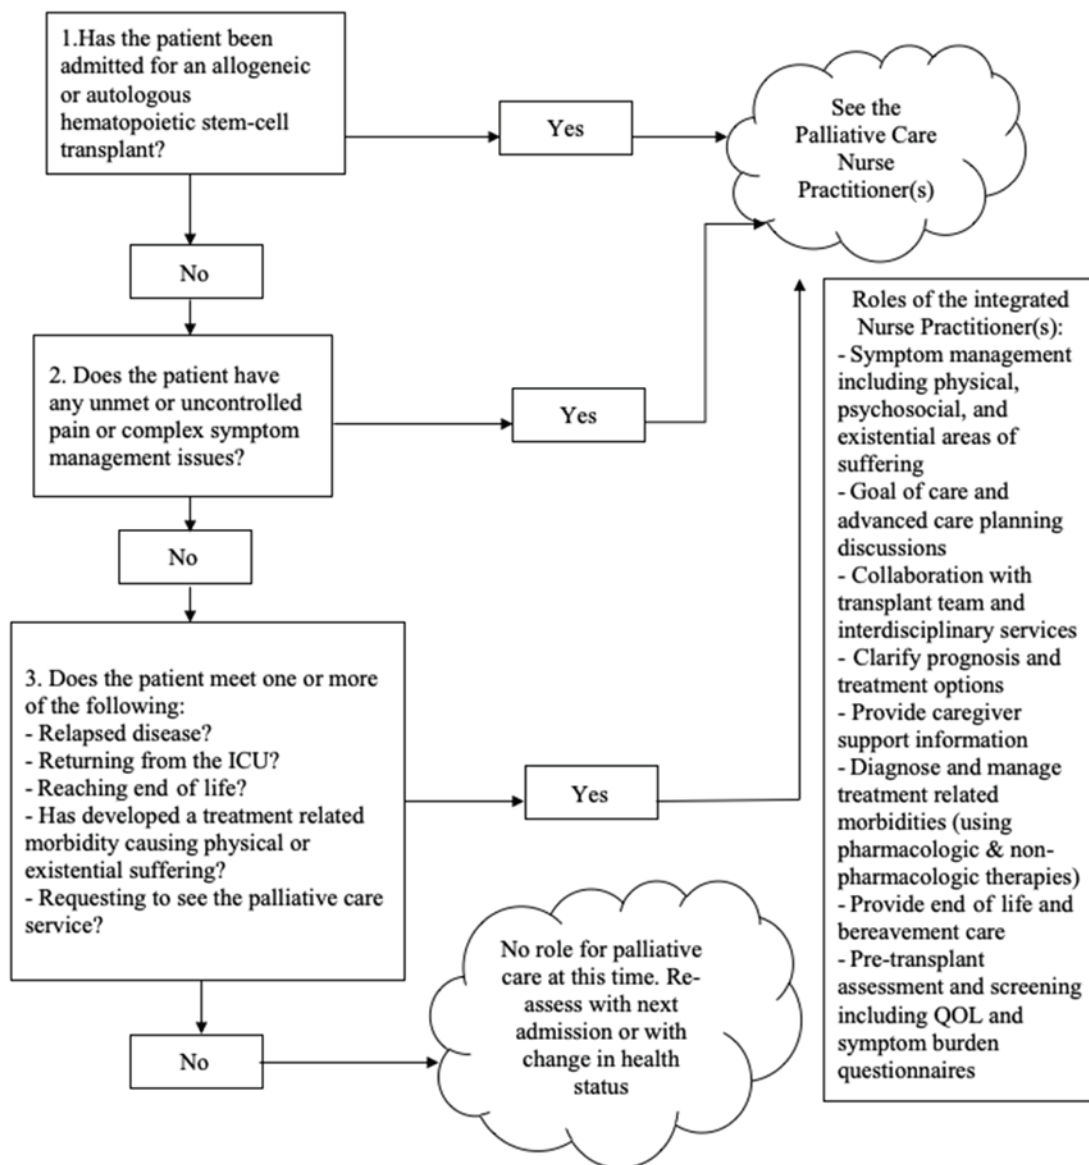 1.Has the patient been
admitted for an allogeneic
or autologous
hematopoietic stem-cell
transplant?
Yes
See the
Palliative Care
Nurse
Practitioner(s)
No
2. Does the patient have
any unmet or uncontrolled
pain or complex symptom
management issues?
Yes
No
3. Does the patient meet one or more
of the following:
- Relapsed disease?
- Returning from the ICU?
- Reaching end of life?
- Has developed a treatment related
morbidity causing physical or
existential suffering?
- Requesting to see the palliative care
service?
Yes
No
No role for palliative
care at this time. Re-
assess with next
admission or with
change in health
status
Roles of the integrated
Nurse Practitioner(s):
- Symptom management
including physical,
psychosocial, and
existential areas of
suffering
- Goal of care and
advanced care planning
discussions
- Collaboration with
transplant team and
interdisciplinary services
- Clarify prognosis and
treatment options
- Provide caregiver
support information
- Diagnose and manage
treatment related
morbidities (using
pharmacologic & non-
pharmacologic therapies)
- Provide end of life and
bereavement care
- Pre-transplant
assessment and screening
including QOL and
symptom burden
questionnaires